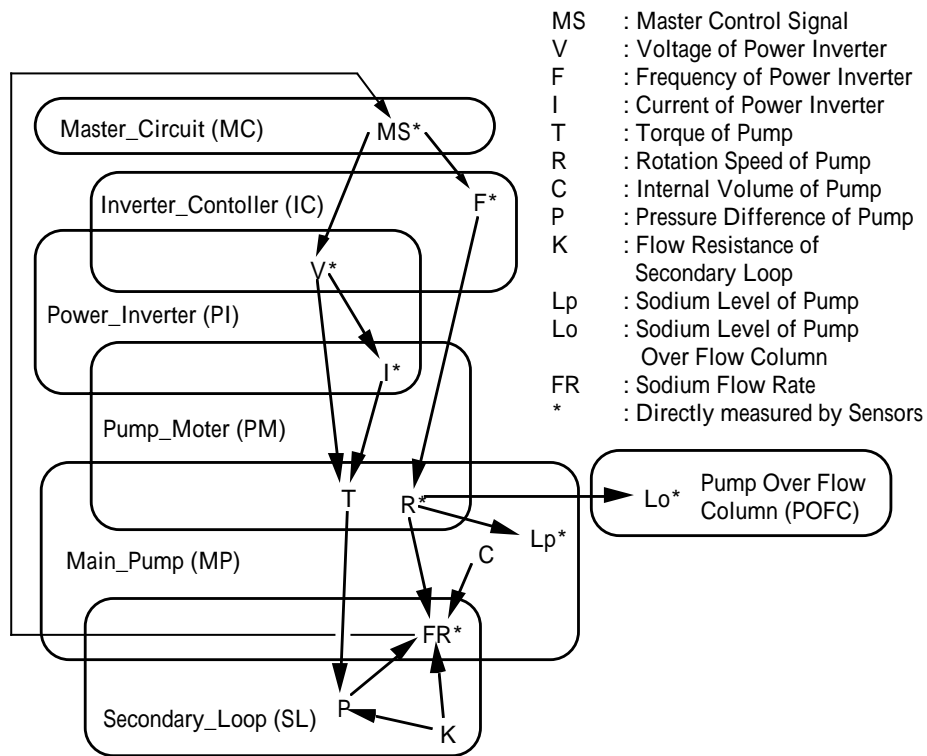 MS : Master Control Signal
V : Voltage of Power Inverter
F : Frequency of Power Inverter
I : Current of Power Inverter
T : Torque of Pump
R : Rotation Speed of Pump
C : Internal Volume of Pump
P : Pressure Difference of Pump
K : Flow Resistance of
Secondary Loop
Lp : Sodium Level of Pump
Lo : Sodium Level of Pump
Over Flow Column
FR : Sodium Flow Rate
* : Directly measured by Sensors
Master_Circuit (MC)
MS*
Inverter_Contoller (IC)
F*
V*
Power_Inverter (PI)
I*
Pump_Moter (PM)
T
R*
Lo*
Pump Over Flow
Column (POFC)
Lp*
Main_Pump (MP)
C
FR*
P
Secondary_Loop (SL)
K